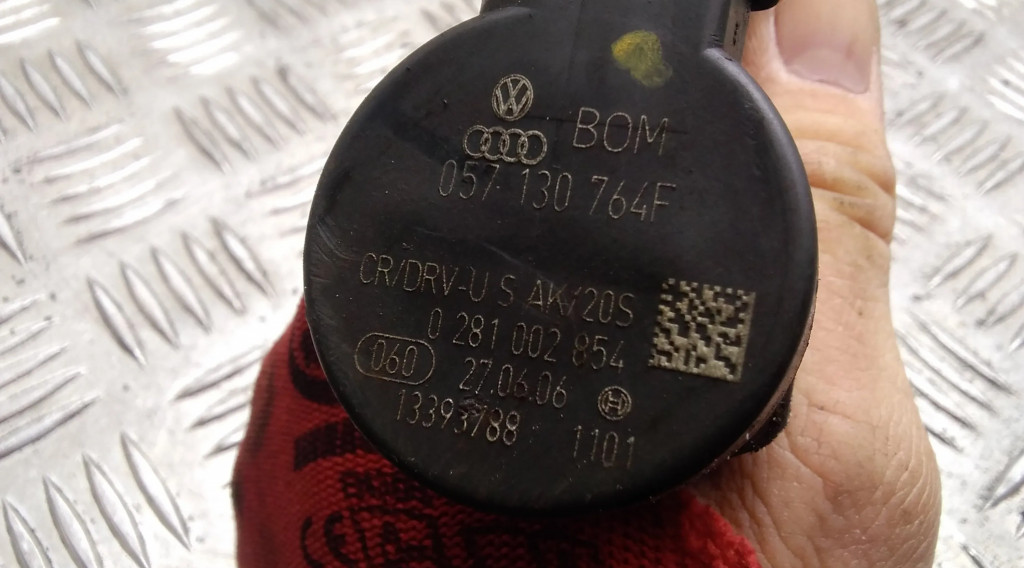 BOM
057 130 764F
CR/DRV-U S AK/20S
0 281 002 854
060 27.06.06
13393788 1101